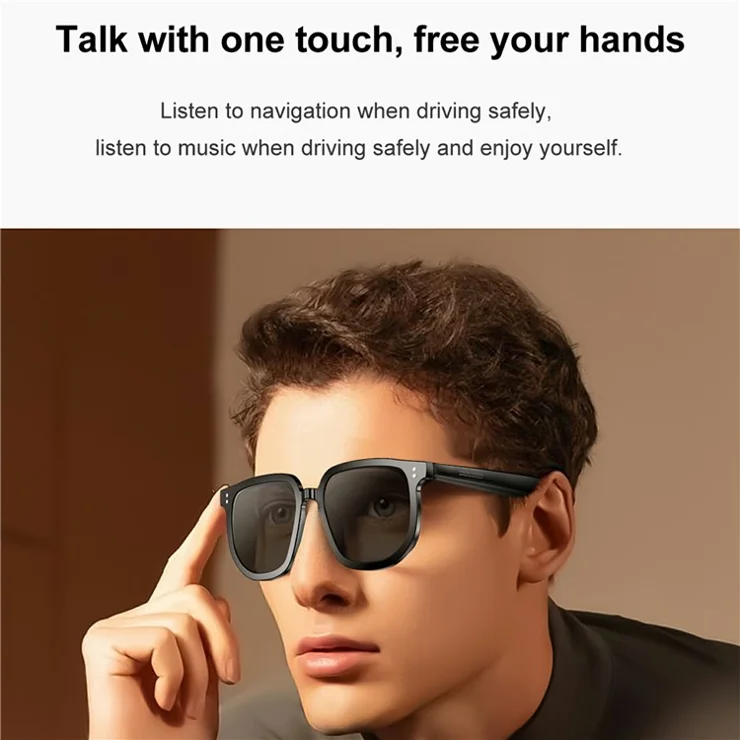 Talk with one touch, free your hands
Listen to navigation when driving safely,
listen to music when driving safely and enjoy yourself.